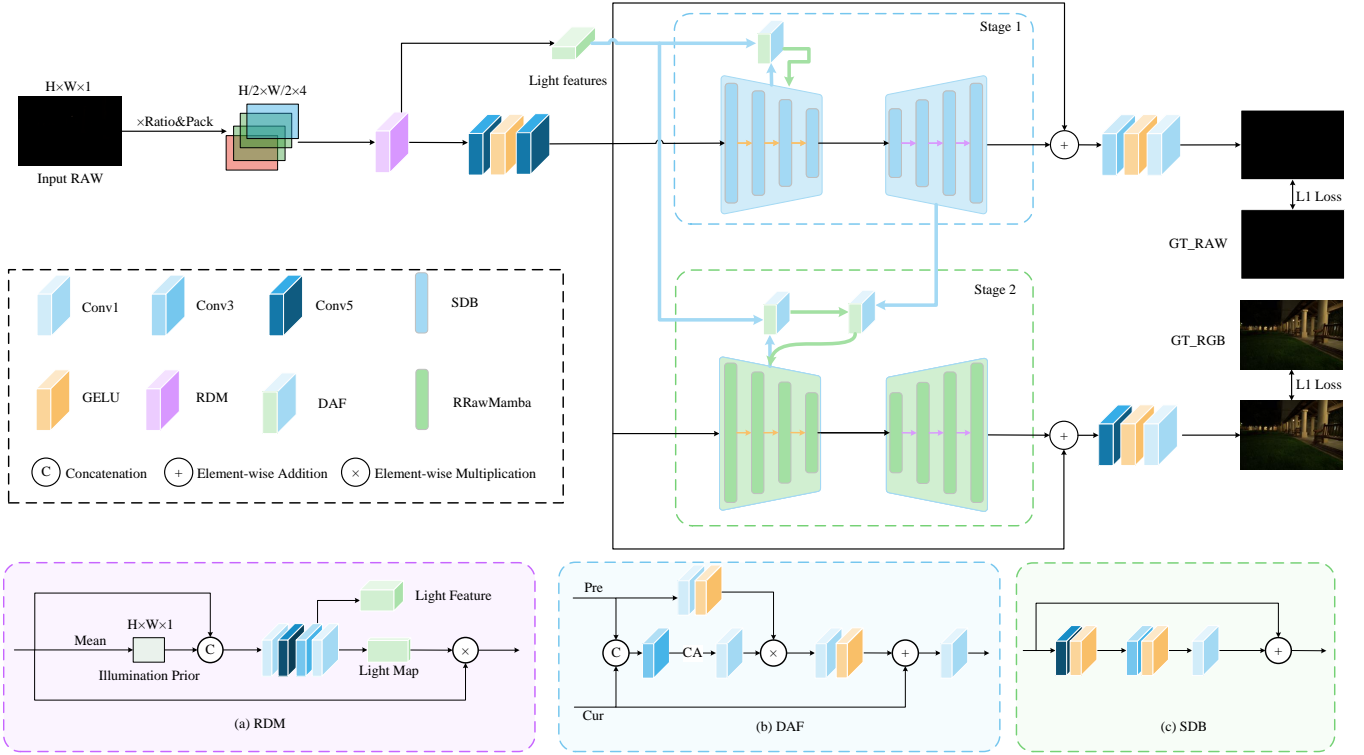 Stage 1
Light features
H×W×1
×Ratio&Pack
H/2×W/2×4
Input RAW
+
L1 Loss
GT_RAW
Stage 2
GT_RGB
L1 Loss
+
Conv1
Conv3
Conv5
SDB
GELU
RDM
DAF
RRawMamba
C Concatenation
+ Element-wise Addition
× Element-wise Multiplication
Light Feature
H×W×1
Mean
C
Illumination Prior
Light Map
×
(a) RDM
Pre
C
CA
×
+
Cur
(b) DAF
+
(c) SDB